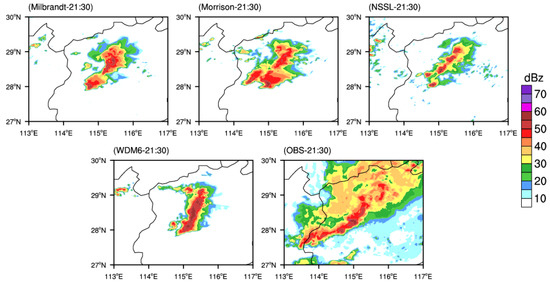 (Milbrandt-21:30) (Morrison-21:30) (NSSL-21:30)
30°N 30°N 30°N
29°N 29°N 29°N
28°N 28°N 28°N
27°N 27°N 27°N
113°E 114°E 115°E 116°E 117°E 113°E 114°E 115°E 116°E 117°E 113°E 114°E 115°E 116°E 117°E
dBz
70
60
50
40
30
20
10
(WDM6-21:30) (OBS-21:30)
30°N 30°N
29°N 29°N
28°N 28°N
27°N 27°N
113°E 114°E 115°E 116°E 117°E 113°E 114°E 115°E 116°E 117°E